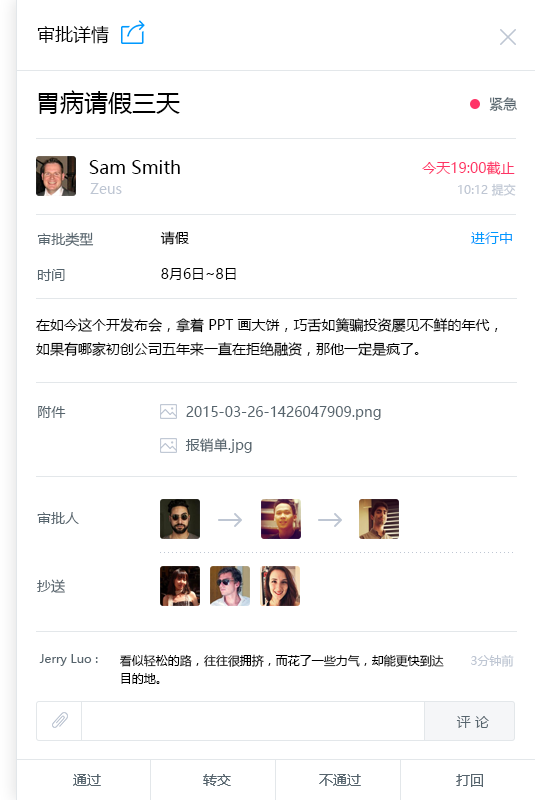 审批详情
胃病请假三天
紧急
Sam Smith
今天19:00截止
Zeus
10:12 提交
审批类型
请假
进行中
时间
8月6日~8日
在如今这个开发布会，拿着 PPT 画大饼，巧舌如簧骗投资屡见不鲜的年代，
如果有哪家初创公司五年来一直在拒绝融资，那他一定是疯了。
附件
2015-03-26-1426047909.png
报销单.jpg
审批人
抄送
Jerry Luo :
看似轻松的路，往往很拥挤，而花了一些力气，却能更快到达
目的地。
3分钟前
评 论
通过
转交
不通过
打回